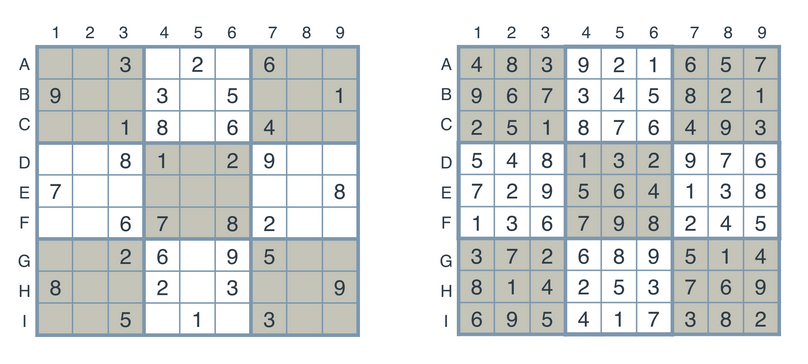 1 2 3 4 5 6 7 8 9
A 3 2 6
B 9 3 5 1
C 1 8 6 4
D 8 1 2 9
E 7 8
F 6 7 8 2
G 2 6 9 5
H 8 2 3 9
I 5 1 3
1 2 3 4 5 6 7 8 9
A 4 8 3 9 2 1 6 5 7
B 9 6 7 3 4 5 8 2 1
C 2 5 1 8 7 6 4 9 3
D 5 4 8 1 3 2 9 7 6
E 7 2 9 5 6 4 1 3 8
F 1 3 6 7 9 8 2 4 5
G 3 7 2 6 8 9 5 1 4
H 8 1 4 2 5 3 7 6 9
I 6 9 5 4 1 7 3 8 2